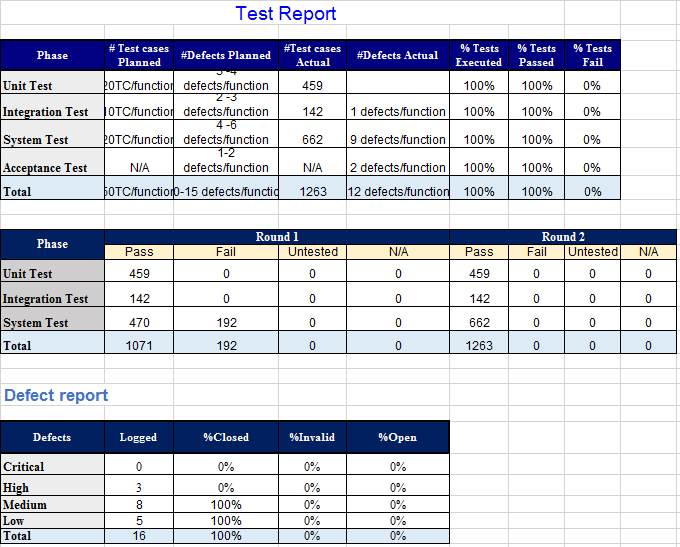 Test Report
Phase # Test cases Planned #Defects Planned #Test cases Actual #Defects Actual % Tests Executed % Tests Passed % Tests Fail
Unit Test 20TC/function defects/function 459 100% 100% 0%
Integration Test 10TC/function 2 -3 defects/function 142 1 defects/function 100% 100% 0%
System Test 20TC/function 4 -6 defects/function 662 9 defects/function 100% 100% 0%
Acceptance Test N/A 1-2 defects/function N/A 2 defects/function 100% 100% 0%
Total 50TC/function 0-15 defects/functio 1263 12 defects/function 100% 100% 0%
Phase Round 1 Round 2
Pass Fail Untested N/A Pass Fail Untested N/A
Unit Test 459 0 0 0 459 0 0 0
Integration Test 142 0 0 0 142 0 0 0
System Test 470 192 0 0 662 0 0 0
Total 1071 192 0 0 1263 0 0 0
Defect report
Defects Logged %Closed %Invalid %Open
Critical 0 0% 0% 0%
High 3 0% 0% 0%
Medium 8 100% 0% 0%
Low 5 100% 0% 0%
Total 16 100% 0% 0%